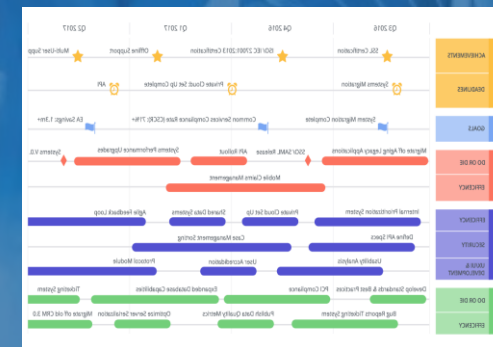 Q3 2016 Q4 2016 Q1 2017 Q2 2017
ACHIEVEMENTS
SSL Certification ISO/ IEC 27001:2013 Certification Offline Support Multi-User Supp
DEADLINES
Systems Migration Private Cloud Set Up Complete API
GOALS
System Migration Complete Common Services Compliance Rate (CSCR): 71%+ EA Savings: 1.7m+
DO OR DO
DIE
Migrate off Aging Legacy Applications SSO/ SAML Release API Rollout Systems Performance Upgrades Systems V.O
EFFICIENCY
Mobile Claims Management
EFFICIENCY
Internal Prioritization System Private Cloud Set Up Shared Data Systems Agile Feedback Loop
SECURITY
Define API Specs Case Management Sorting
UI/UX &
DEVELOPMENT
Usability Analysis User Accreditation Protocol Module
DO OR DO
DIE
Develop Standards & Best Practices PCI Compliance Expanded Database Capabilities Ticketing System
EFFICIENCY
Bug Reports Ticketing System Publish Data Quality Metrics Optimize Server Serialization Migrate off old CRM 3.0